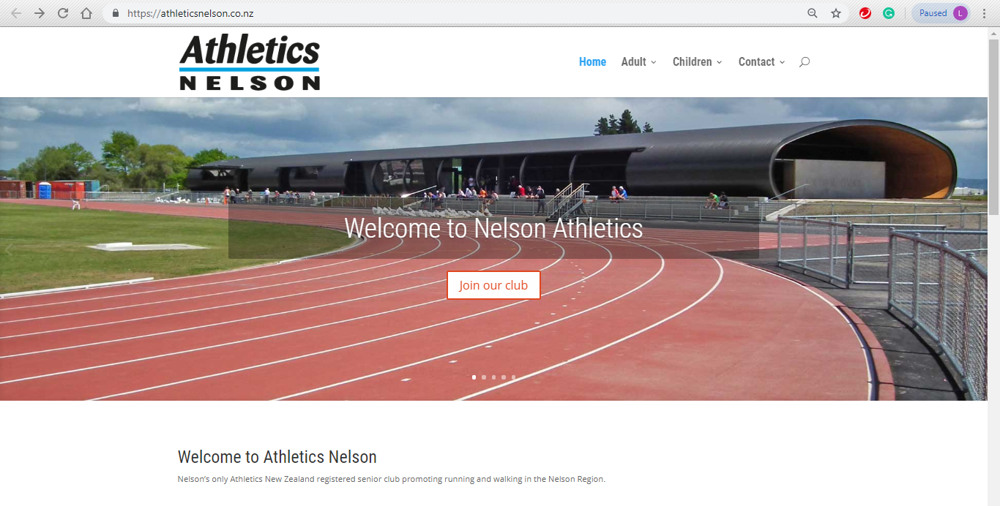 https://athleticsnelson.co.nz
Paused
L
Athletics
NELSON
Home
Adult
Children
Contact
Welcome to Nelson Athletics
Join our club
Welcome to Athletics Nelson
Nelson's only Athletics New Zealand registered senior club promoting running and walking in the Nelson Region.